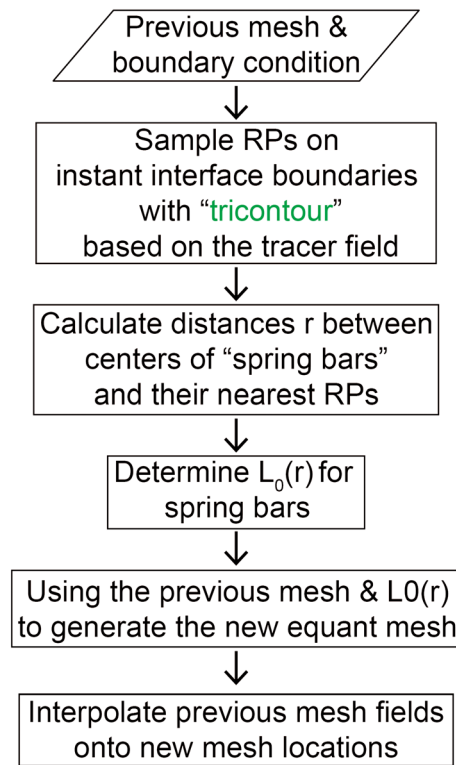 Previous mesh &
boundary condition
Sample RPs on
instant interface boundaries
with “tricontour”
based on the tracer field
Calculate distances r between
centers of “spring bars”
and their nearest RPs
Determine L₀(r) for
spring bars
Using the previous mesh & L0(r)
to generate the new equant mesh
Interpolate previous mesh fields
onto new mesh locations